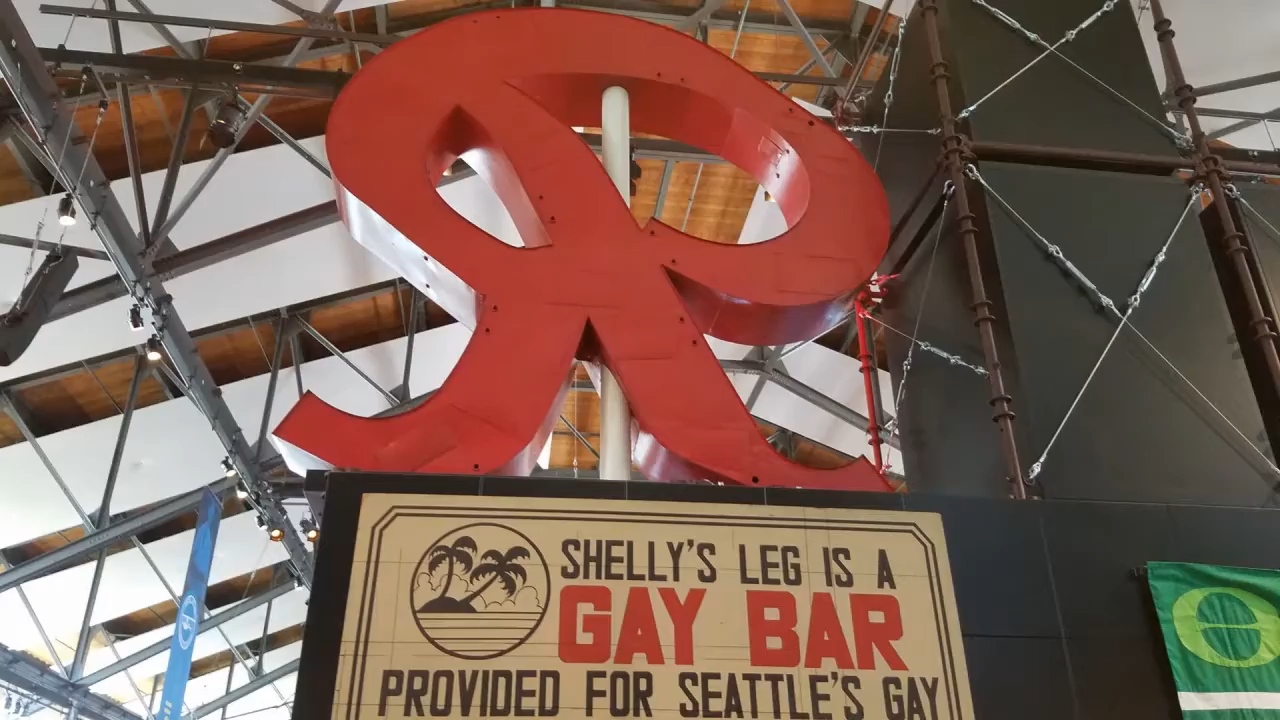 R
SHELLY'S LEG IS A
GAY BAR
PROVIDED FOR SEATTLE'S GAY